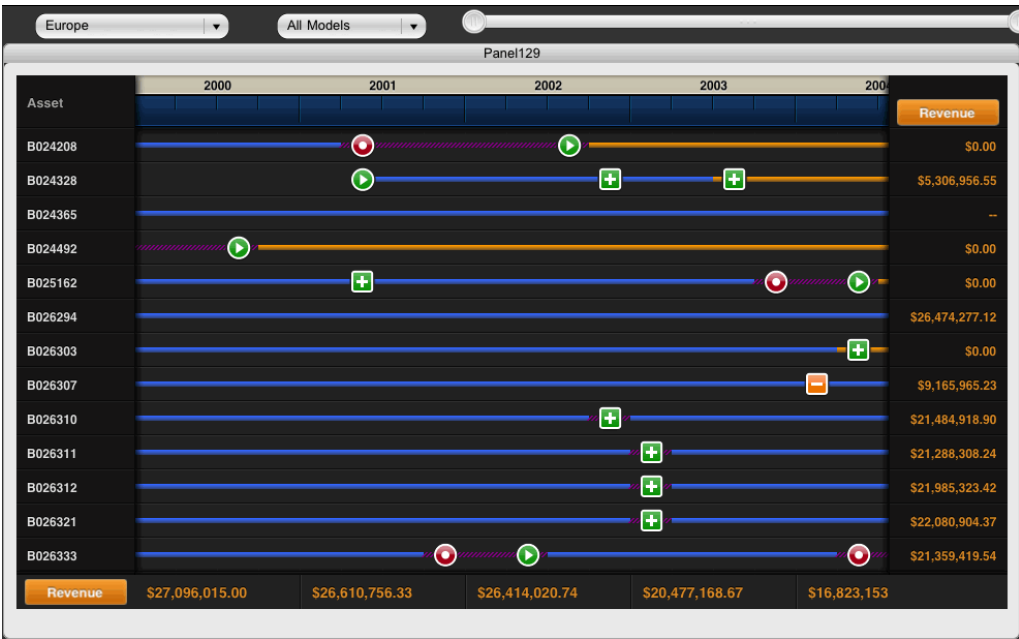 Europe All Models
Panel129
Asset 2000 2001 2002 2003 200
Revenue
B024208 $0.00
B024328 $5,306,956.55
B024365 --
B024492 $0.00
B025162 $0.00
B026294 $26,474,277.12
B026303 $0.00
B026307 $9,165,965.23
B026310 $21,484,918.90
B026311 $21,288,308.24
B026312 $21,985,323.42
B026321 $22,080,904.37
B026333 $21,359,419.54
Revenue $27,096,015.00 $26,610,756.33 $26,414,020.74 $20,477,168.67 $16,823,153